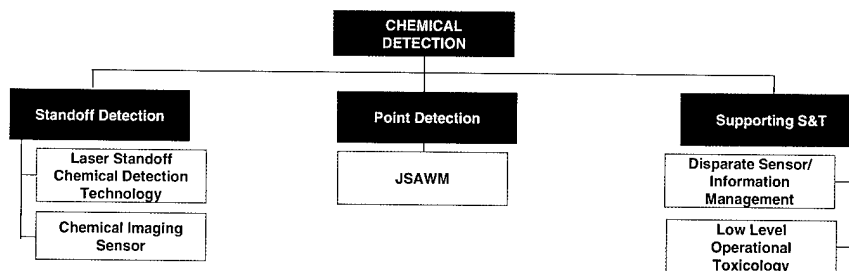 CHEMICAL
DETECTION
Standoff Detection
Point Detection
Supporting S&T
Laser Standoff
Chemical Detection
Technology
JSAWM
Disparate Sensor/
Information
Management
Chemical Imaging
Sensor
Low Level
Operational
Toxicology